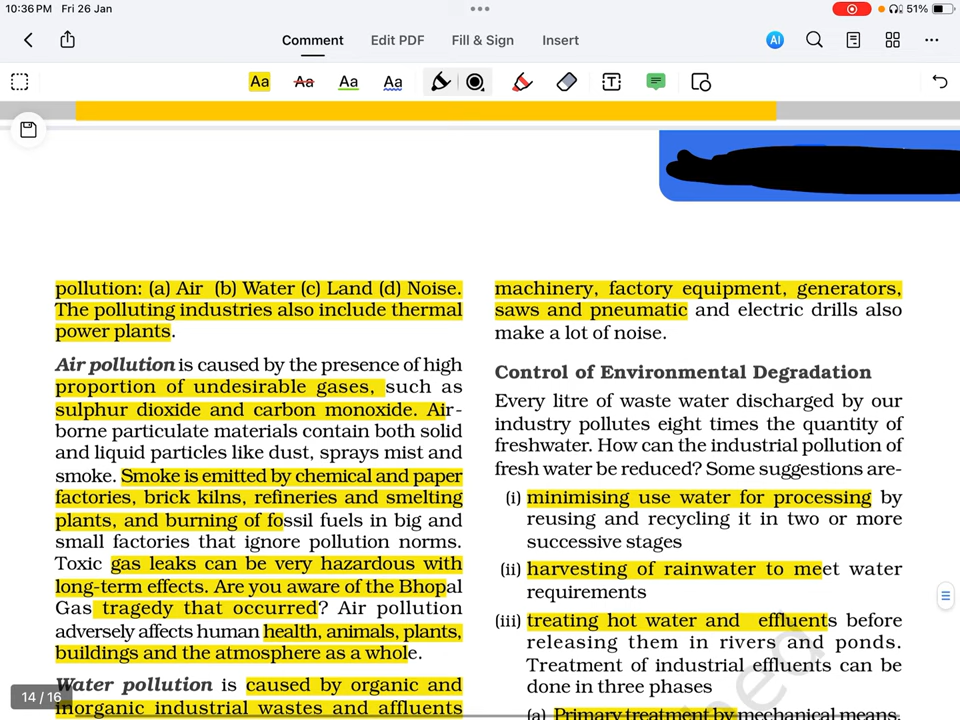 10:36 PM Fri 26 Jan
51%
Comment Edit PDF Fill & Sign Insert
AI
Aa Aa Aa Aa
pollution: (a) Air (b) Water (c) Land (d) Noise.
The polluting industries also include thermal
power plants.
Air pollution is caused by the presence of high
proportion of undesirable gases, such as
sulphur dioxide and carbon monoxide. Air-
borne particulate materials contain both solid
and liquid particles like dust, sprays mist and
smoke. Smoke is emitted by chemical and paper
factories, brick kilns, refineries and smelting
plants, and burning of fossil fuels in big and
small factories that ignore pollution norms.
Toxic gas leaks can be very hazardous with
long-term effects. Are you aware of the Bhopal
Gas tragedy that occurred? Air pollution
adversely affects human health, animals, plants,
buildings and the atmosphere as a whole.
Water pollution is caused by organic and
inorganic industrial wastes and affluents
14 / 16
machinery, factory equipment, generators,
saws and pneumatic and electric drills also
make a lot of noise.
Control of Environmental Degradation
Every litre of waste water discharged by our
industry pollutes eight times the quantity of
freshwater. How can the industrial pollution of
fresh water be reduced? Some suggestions are-
(i) minimising use water for processing by
reusing and recycling it in two or more
successive stages
(ii) harvesting of rainwater to meet water
requirements
(iii) treating hot water and effluents before
releasing them in rivers and ponds.
Treatment of industrial effluents can be
done in three phases
(a) Primary treatment by mechanical means.